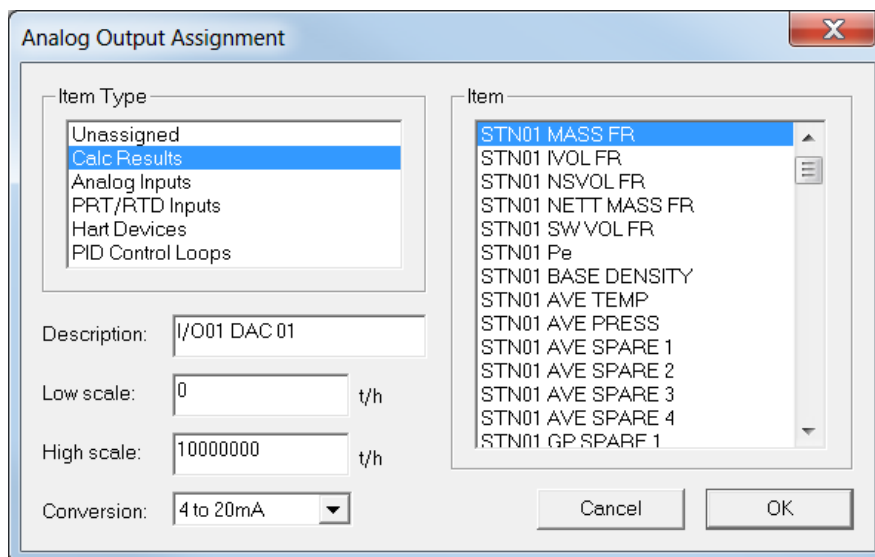 Analog Output Assignment
Item Type
Unassigned
Calc Results
Analog Inputs
PRT/RTD Inputs
Hart Devices
PID Control Loops
Description: I/O01 DAC 01
Low scale: 0 t/h
High scale: 10000000 t/h
Conversion: 4 to 20mA
Item
STN01 MASS FR
STN01 IVOL FR
STN01 NSVOL FR
STN01 NETT MASS FR
STN01 SW VOL FR
STN01 Pe
STN01 BASE DENSITY
STN01 AVE TEMP
STN01 AVE PRESS
STN01 AVE SPARE 1
STN01 AVE SPARE 2
STN01 AVE SPARE 3
STN01 AVE SPARE 4
STN01 GP SPARE 1
Cancel OK